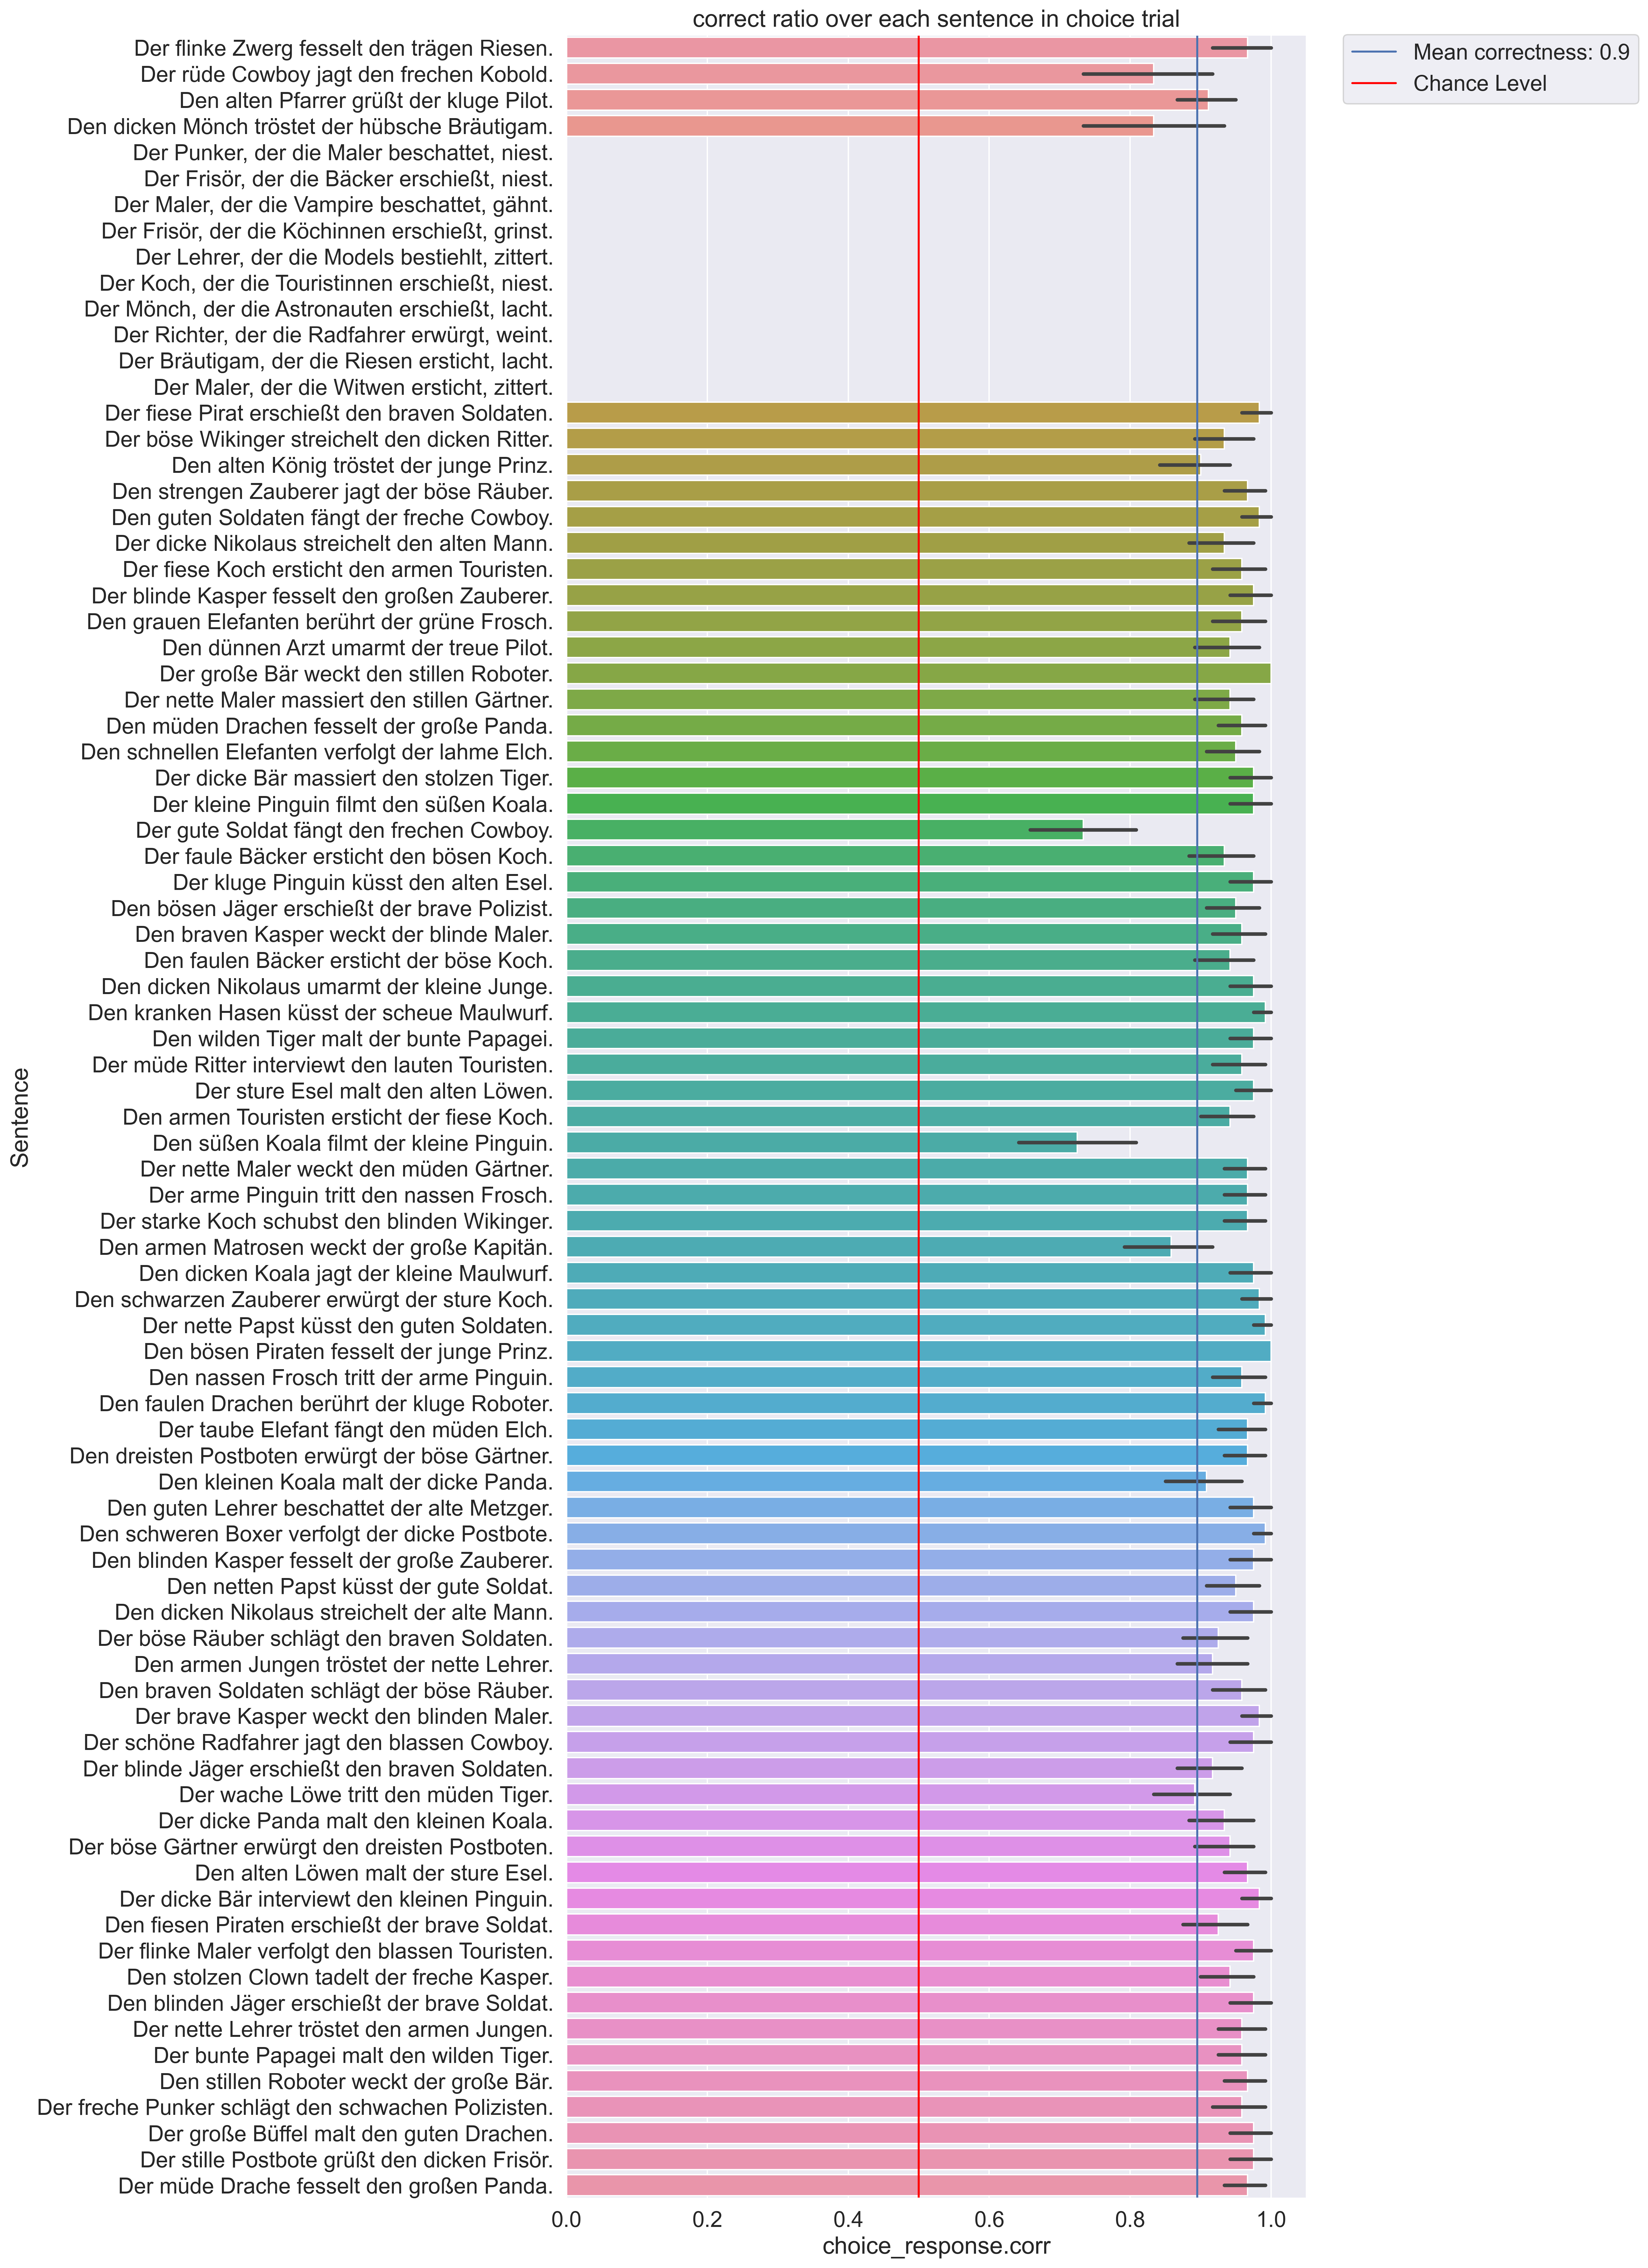 correct ratio over each sentence in choice trial
Mean correctness: 0.9
Chance Level
Sentence
Der flinke Zwerg fesselt den trägen Riesen.
Der rüde Cowboy jagt den frechen Kobold.
Den alten Pfarrer grüßt der kluge Pilot.
Den dicken Mönch tröstet der hübsche Bräutigam.
Der Punker, der die Maler beschattet, niest.
Der Frisör, der die Bäcker erschießt, niest.
Der Maler, der die Vampire beschattet, gähnt.
Der Frisör, der die Köchinnen erschießt, grinst.
Der Lehrer, der die Models bestiehlt, zittert.
Der Koch, der die Touristinnen erschießt, niest.
Der Mönch, der die Astronauten erschießt, lacht.
Der Richter, der die Radfahrer erwürgt, weint.
Der Bräutigam, der die Riesen ersticht, lacht.
Der Maler, der die Witwen ersticht, zittert.
Der fiese Pirat erschießt den braven Soldaten.
Der böse Wikinger streichelt den dicken Ritter.
Den alten König tröstet der junge Prinz.
Den strengen Zauberer jagt der böse Räuber.
Den guten Soldaten fängt der freche Cowboy.
Der dicke Nikolaus streichelt den alten Mann.
Der fiese Koch ersticht den armen Touristen.
Der blinde Kasper fesselt den großen Zauberer.
Den grauen Elefanten berührt der grüne Frosch.
Den dünnen Arzt umarmt der treue Pilot.
Der große Bär weckt den stillen Roboter.
Der nette Maler massiert den stillen Gärtner.
Den müden Drachen fesselt der große Panda.
Den schnellen Elefanten verfolgt der lahme Elch.
Der dicke Bär massiert den stolzen Tiger.
Der kleine Pinguin filmt den süßen Koala.
Der gute Soldat fängt den frechen Cowboy.
Der faule Bäcker ersticht den bösen Koch.
Der kluge Pinguin küsst den alten Esel.
Den bösen Jäger erschießt der brave Polizist.
Den braven Kasper weckt der blinde Maler.
Den faulen Bäcker ersticht der böse Koch.
Den dicken Nikolaus umarmt der kleine Junge.
Den kranken Hasen küsst der scheue Maulwurf.
Den wilden Tiger malt der bunte Papagei.
Der müde Ritter interviewt den lauten Touristen.
Der sture Esel malt den alten Löwen.
Den armen Touristen ersticht der fiese Koch.
Den süßen Koala filmt der kleine Pinguin.
Der nette Maler weckt den müden Gärtner.
Der arme Pinguin tritt den nassen Frosch.
Der starke Koch schubst den blinden Wikinger.
Den armen Matrosen weckt der große Kapitän.
Den dicken Koala jagt der kleine Maulwurf.
Den schwarzen Zauberer erwürgt der sture Koch.
Der nette Papst küsst den guten Soldaten.
Den bösen Piraten fesselt der junge Prinz.
Den nassen Frosch tritt der arme Pinguin.
Den faulen Drachen berührt der kluge Roboter.
Der taube Elefant fängt den müden Elch.
Den dreisten Postboten erwürgt der böse Gärtner.
Den kleinen Koala malt der dicke Panda.
Den guten Lehrer beschattet der alte Metzger.
Den schweren Boxer verfolgt der dicke Postbote.
Den blinden Kasper fesselt der große Zauberer.
Den netten Papst küsst der gute Soldat.
Den dicken Nikolaus streichelt der alte Mann.
Der böse Räuber schlägt den braven Soldaten.
Den armen Jungen tröstet der nette Lehrer.
Den braven Soldaten schlägt der böse Räuber.
Der brave Kasper weckt den blinden Maler.
Der schöne Radfahrer jagt den blassen Cowboy.
Der blinde Jäger erschießt den braven Soldaten.
Der wache Löwe tritt den müden Tiger.
Der dicke Panda malt den kleinen Koala.
Der böse Gärtner erwürgt den dreisten Postboten.
Den alten Löwen malt der sture Esel.
Der dicke Bär interviewt den kleinen Pinguin.
Den fiesen Piraten erschießt der brave Soldat.
Der flinke Maler verfolgt den blassen Touristen.
Den stolzen Clown tadelt der freche Kasper.
Den blinden Jäger erschießt der brave Soldat.
Der nette Lehrer tröstet den armen Jungen.
Der bunte Papagei malt den wilden Tiger.
Den stillen Roboter weckt der große Bär.
Der freche Punker schlägt den schwachen Polizisten.
Der große Büffel malt den guten Drachen.
Der stille Postbote grüßt den dicken Frisör.
Der müde Drache fesselt den großen Panda.
0.0 0.2 0.4 0.6 0.8 1.0
choice_response.corr